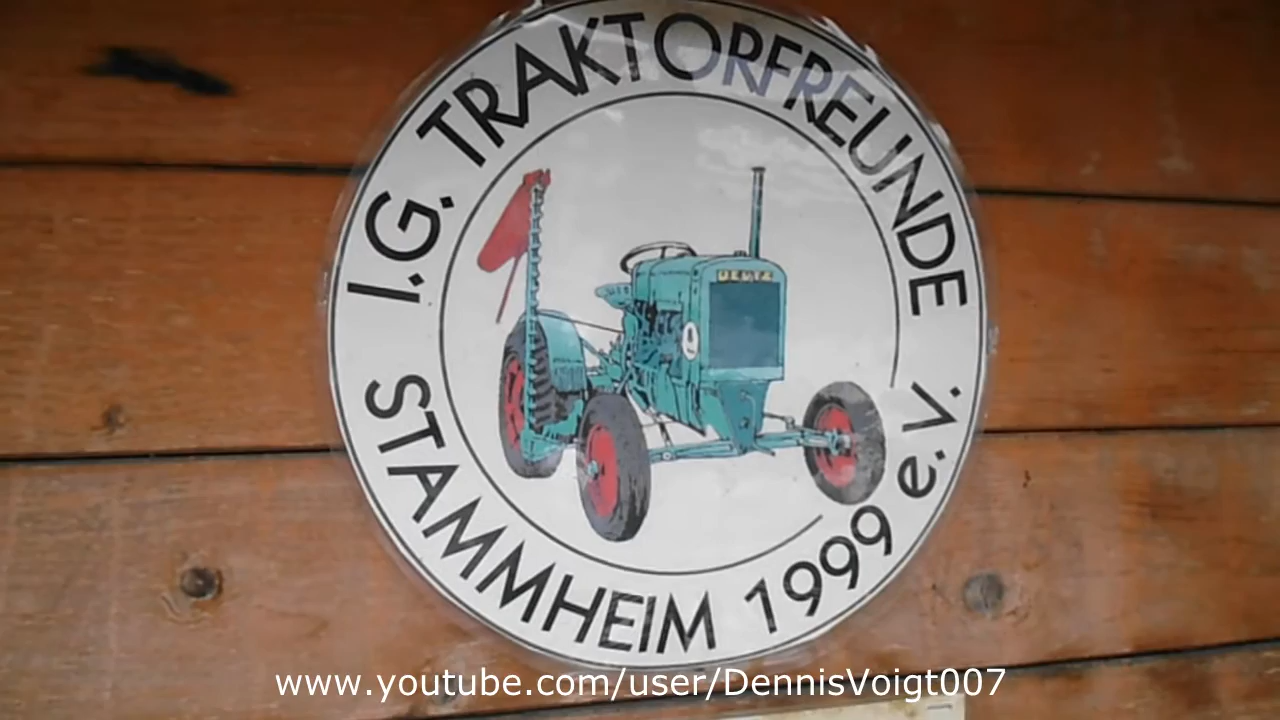 I.G. TRAKTORFREUNDE
STAMMHEIM 1999 e.V.
DEUTZ
www.youtube.com/user/DennisVoigt007